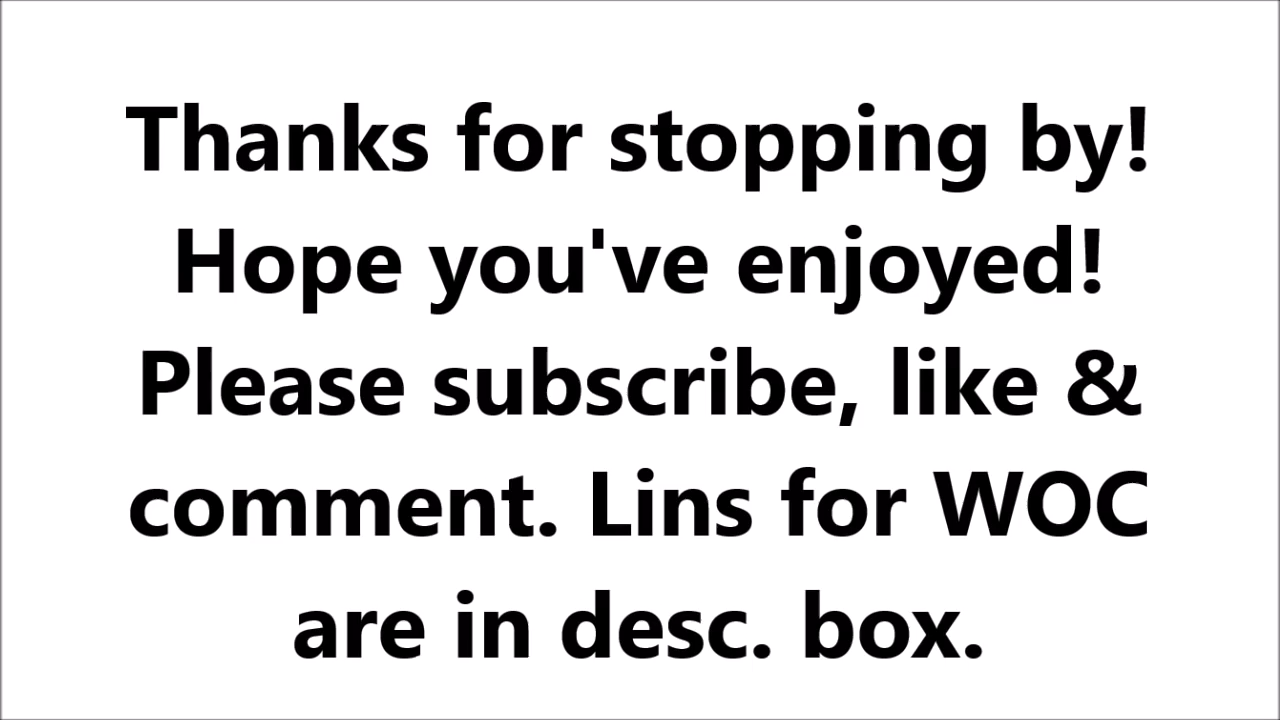 Thanks for stopping by!
Hope you've enjoyed!
Please subscribe, like &
comment. Lins for WOC
are in desc. box.